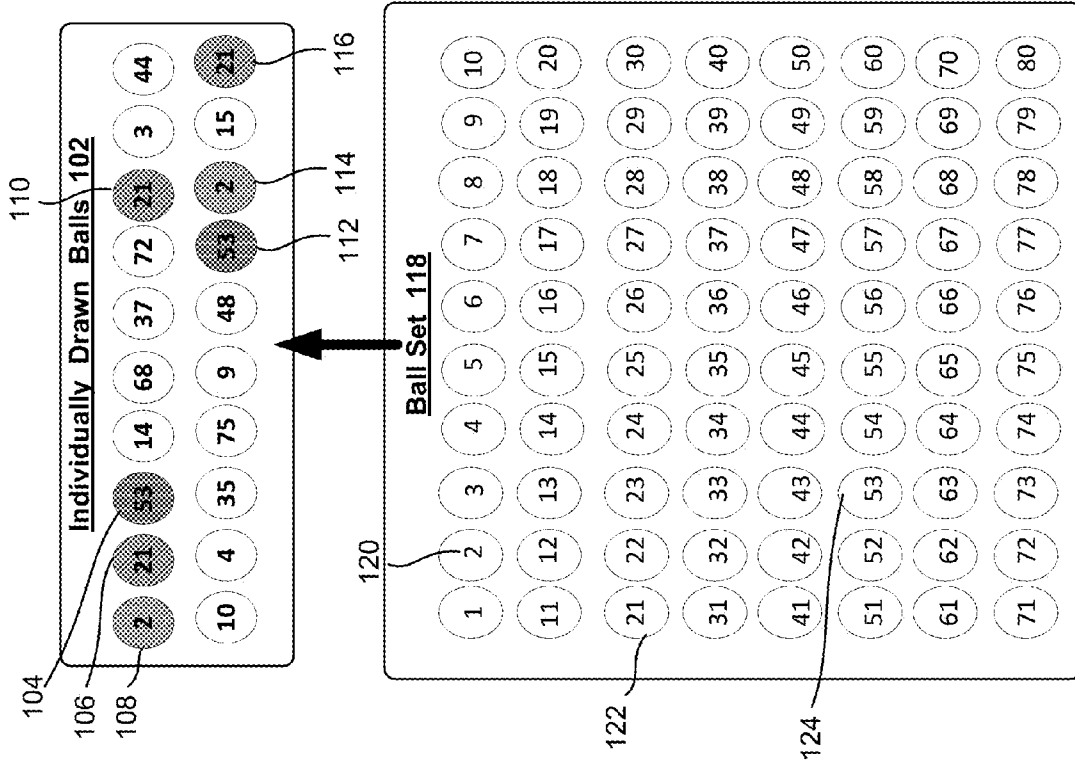 Individually Drawn Balls 102
110
2 21 53 14 68 37 72 21 3 44
10 4 35 75 9 48 53 2 15 21
104
106
108
112
114
116
Ball Set 118
120
1 2 3 4 5 6 7 8 9 10
11 12 13 14 15 16 17 18 19 20
21 22 23 24 25 26 27 28 29 30
31 32 33 34 35 36 37 38 39 40
41 42 43 44 45 46 47 48 49 50
51 52 53 54 55 56 57 58 59 60
61 62 63 64 65 66 67 68 69 70
71 72 73 74 75 76 77 78 79 80
122
124